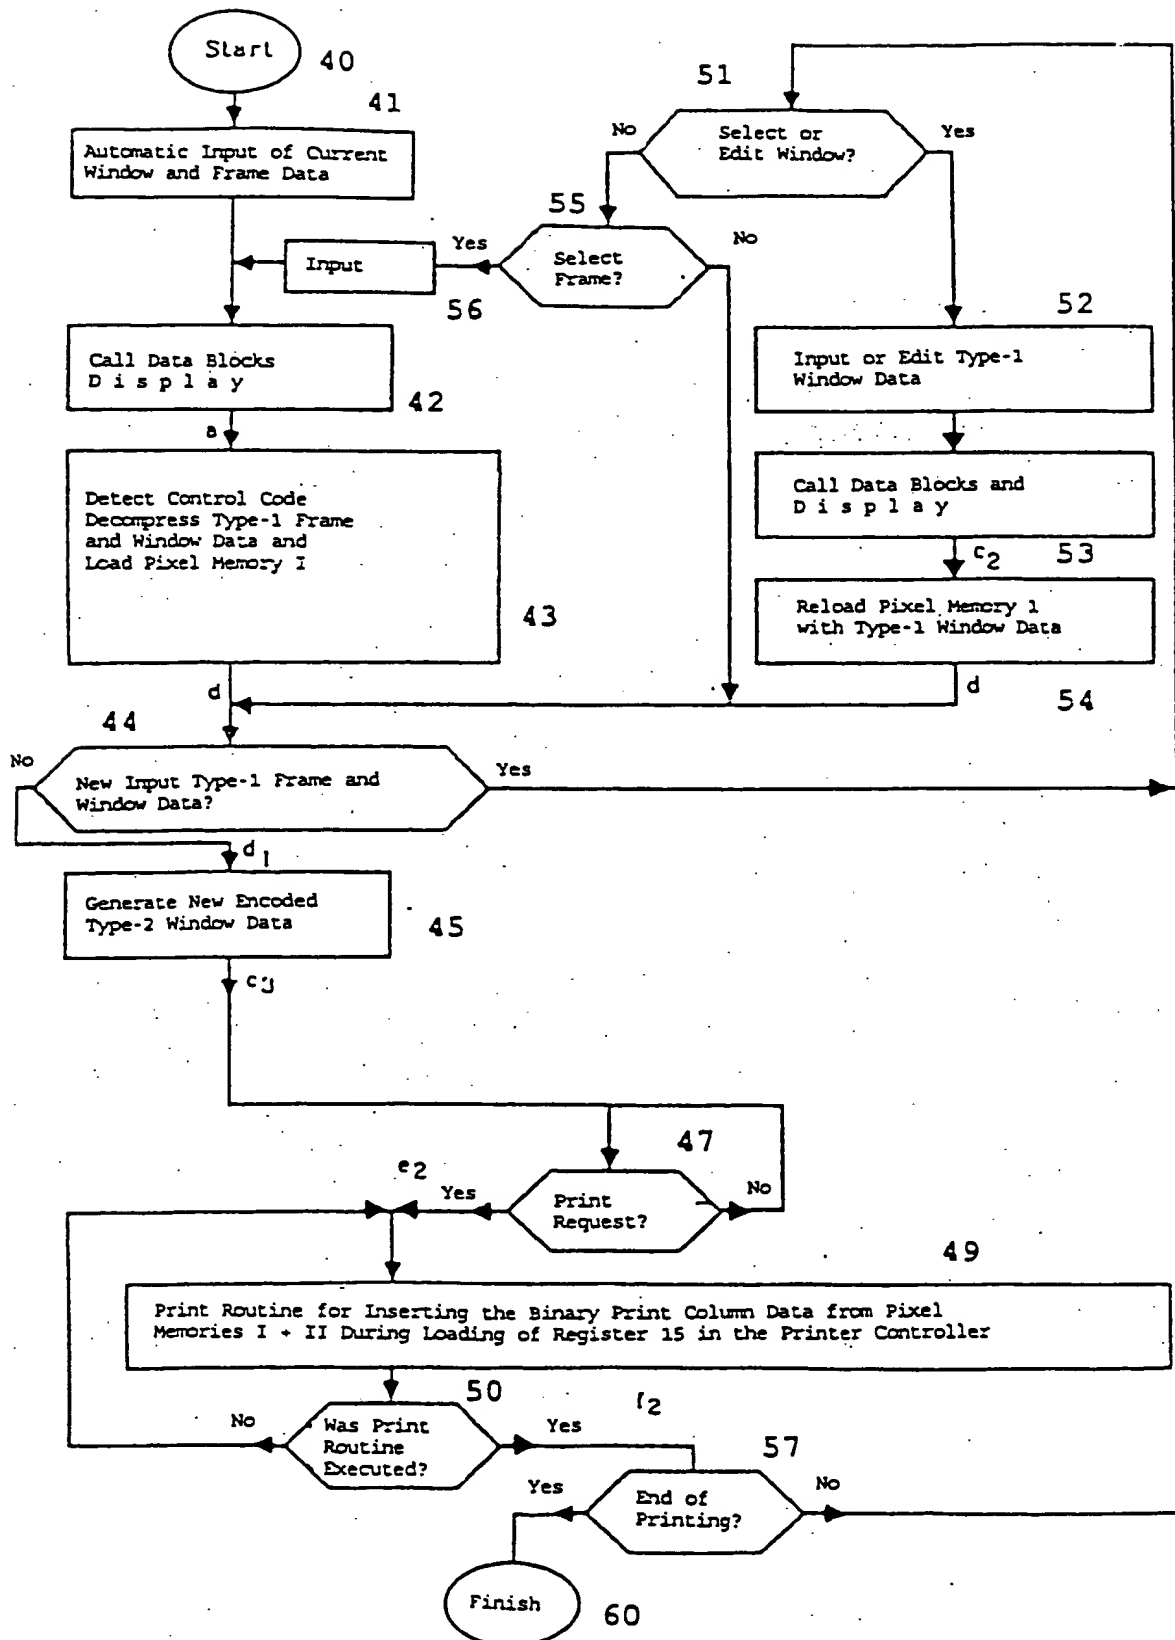 Start
40
41
Automatic Input of Current
Window and Frame Data
51
No
Select or
Edit Window?
Yes
55
Yes
Select
Frame?
No
Input
56
Call Data Blocks
D i s p l a y
42
a
52
Input or Edit Type-1
Window Data
Detect Control Code
Decompress Type-1 Frame
and Window Data and
Load Pixel Memory I
43
Call Data Blocks and
D i s p l a y
c2
53
Reload Pixel Memory 1
with Type-1 Window Data
d
54
d
44
No
New Input Type-1 Frame and
Window Data?
Yes
d1
Generate New Encoded
Type-2 Window Data
45
c3
47
e2
Yes
Print
Request?
No
49
Print Routine for Inserting the Binary Print Column Data from Pixel
Memories I + II During Loading of Register 15 in the Printer Controller
50
f2
No
Was Print
Routine
Executed?
Yes
57
Yes
End of
Printing?
No
Finish
60